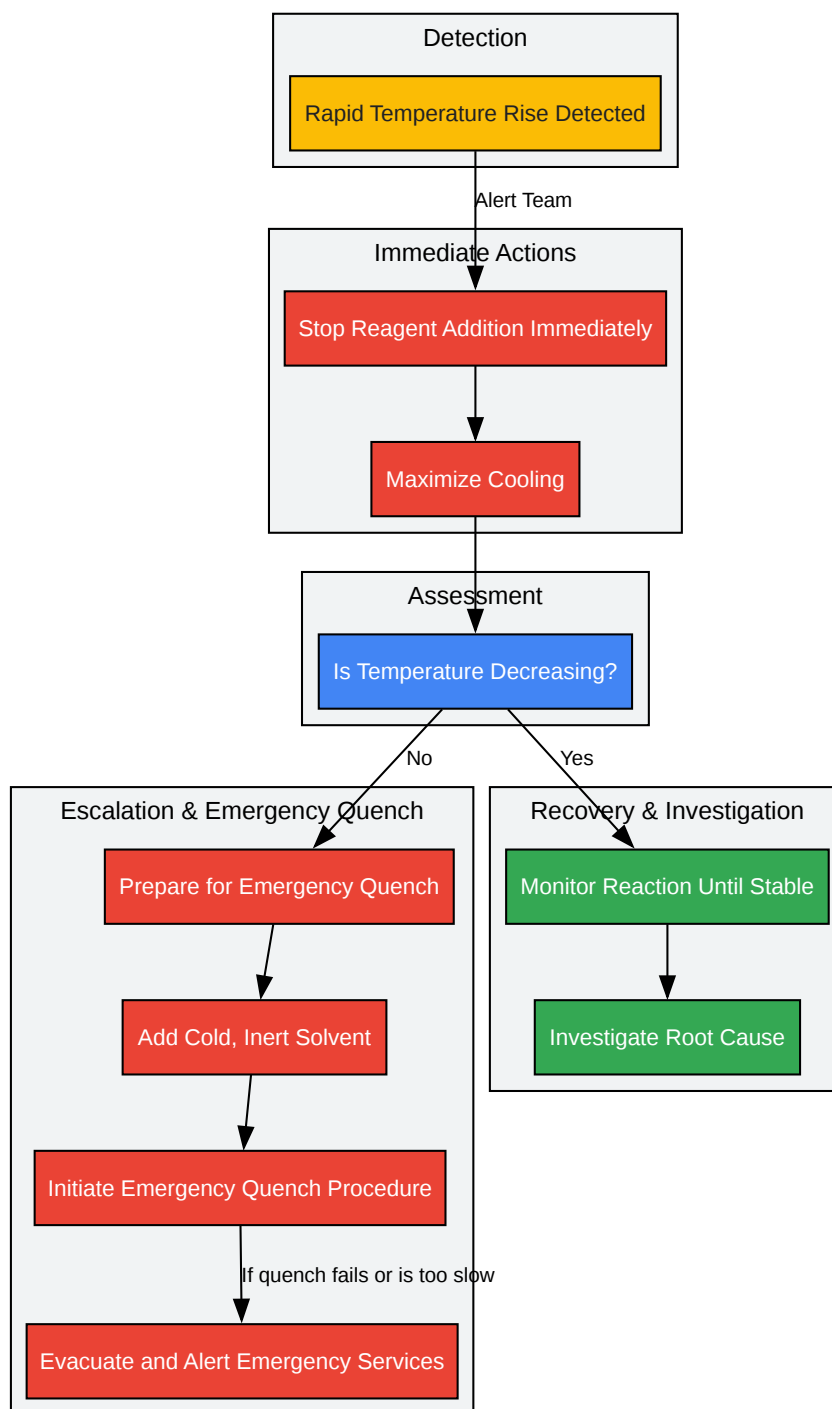 Detection
Rapid Temperature Rise Detected
Alert Team
Immediate Actions
Stop Reagent Addition Immediately
Maximize Cooling
Assessment
Is Temperature Decreasing?
No
Yes
Escalation & Emergency Quench
Prepare for Emergency Quench
Add Cold, Inert Solvent
Initiate Emergency Quench Procedure
If quench fails or is too slow
Evacuate and Alert Emergency Services
Recovery & Investigation
Monitor Reaction Until Stable
Investigate Root Cause